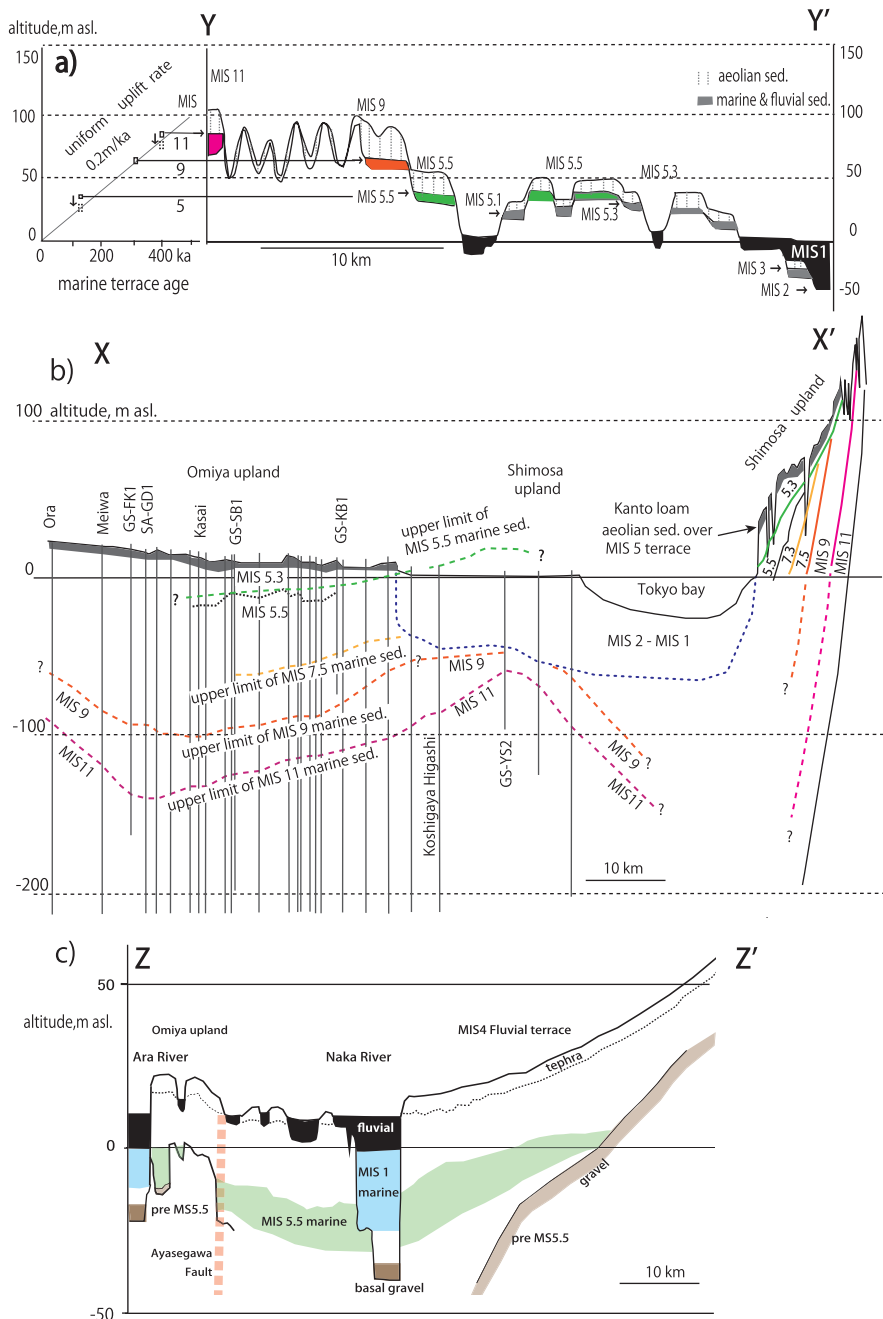 altitude,m asl.
Y
Y’
a)
150
100
50
0
uniform uplift rate
0.2m/ka
MIS
11
9
5
0
200
400 ka
marine terrace age
MIS 11
MIS 9
MIS 5.5
MIS 5.5
MIS 5.1
MIS 5.5
MIS 5.3
MIS 5.3
aeolian sed.
marine & fluvial sed.
10 km
MIS1
MIS 3
MIS 2
150
100
50
0
-50
X
X’
b)
100
altitude, m asl.
0
-100
-200
Ora
Meiwa
GS-FK1
SA-GD1
Kasai
GS-SB1
GS-KB1
Omiya upland
Shimosa
upland
Shimosa upland
upper limit of
MIS 5.5 marine sed.
?
Kanto loam
aeolian sed. over
MIS 5 terrace
5.3
5.5
7.3
7.5
MIS 9
MIS 11
MIS 5.3
MIS 5.5
?
Tokyo bay
MIS 2 - MIS 1
upper limit of MIS 7.5 marine sed.
?
MIS 9
?
MIS 9
upper limit of MIS 9 marine sed.
MIS11
upper limit of MIS 11 marine sed.
MIS 11
MIS 9
?
MIS11
?
?
?
Koshigaya Higashi
GS-YS2
10 km
c)
Z
Z’
50
altitude,m asl.
0
-50
Omiya upland
Ara River
Naka River
MIS4 Fluvial terrace
tephra
fluvial
MIS 1
marine
gravel
pre MS5.5
MIS 5.5 marine
pre MS5.5
Ayasegawa
Fault
basal gravel
10 km